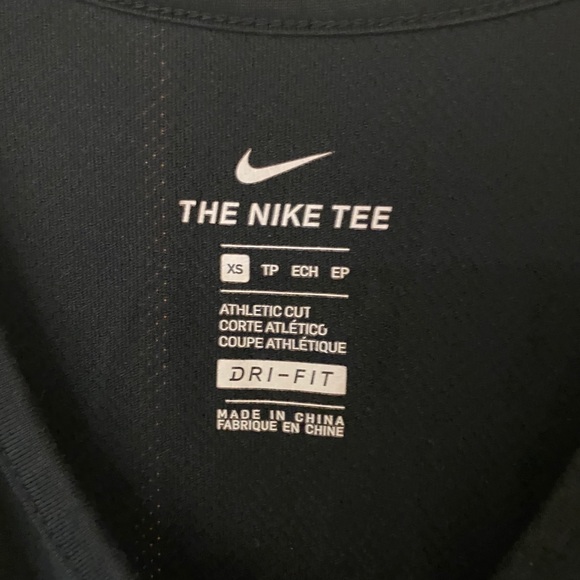 THE NIKE TEE
XS TP ECH EP
ATHLETIC CUT
CORTE ATLÉTICO
COUPE ATHLÉTIQUE
DRI-FIT
MADE IN CHINA
FABRIQUE EN CHINE